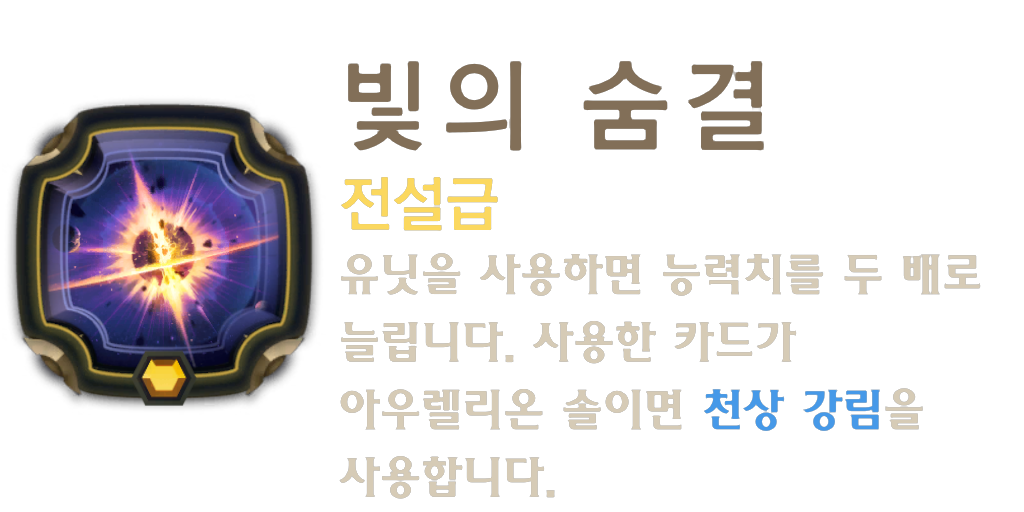 빛의 숨결
전설급
유닛을 사용하면 능력치를 두 배로
늘립니다. 사용한 카드가
아우렐리온 솔이면 천상 강림을
사용합니다.